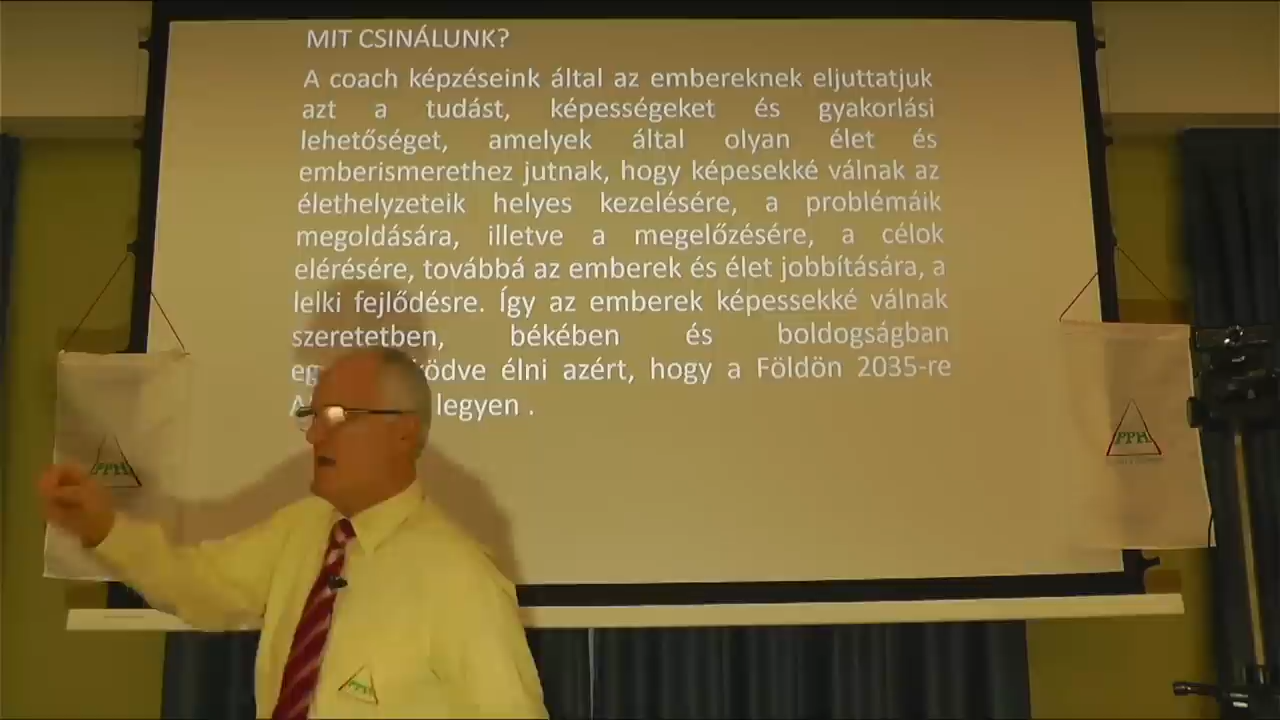 MIT CSINÁLUNK?
A coach képzéseink által az embereknek eljuttatjuk
azt a tudást, képességeket és gyakorlási
lehetőséget, amelyek által olyan élet és
emberismerethez jutnak, hogy képesekké válnak az
élethelyzeteik helyes kezelésére, a problémáik
megoldására, illetve a megelőzésére, a célok
elérésére, továbbá az emberek és élet jobbítására, a
lelki fejlődésre. Így az emberek képessekké válnak
szeretetben, békében és boldogságban
élni azért, hogy a Földön 2035-re
legyen .
PPH
PPH
PPH